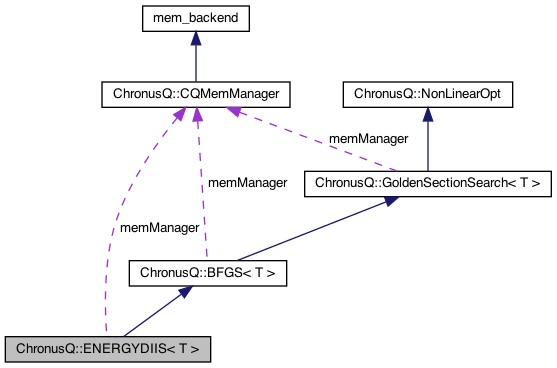 mem_backend
ChronusQ::CQMemManager
ChronusQ::NonLinearOpt
memManager
ChronusQ::GoldenSectionSearch< T >
memManager
memManager
ChronusQ::BFGS< T >
ChronusQ::ENERGYDIIS< T >